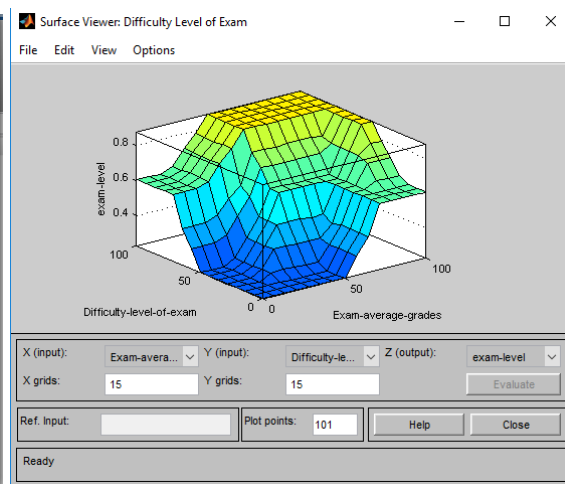 Surface Viewer: Difficulty Level of Exam
File Edit View Options
0.8
0.6
0.4
exam-level
100
50
0
0
50
100
Difficulty-level-of-exam
Exam-average-grades
X (input): Exam-avera... Y (input): Difficulty-le... Z (output): exam-level
X grids: 15 Y grids: 15 Evaluate
Ref. Input: Plot points: 101 Help Close
Ready